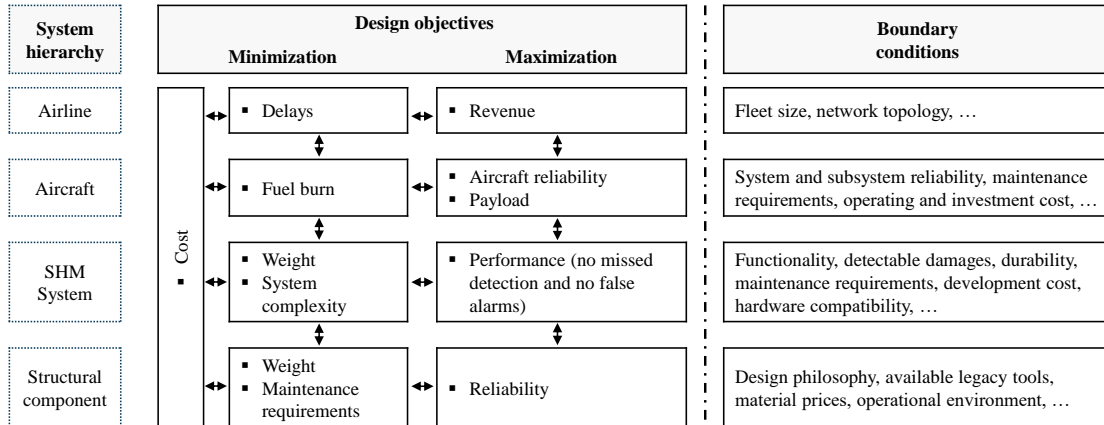 System
hierarchy
Design objectives
Minimization
Maximization
Boundary
conditions
Airline
▪ Cost
▪ Delays
▪ Revenue
Fleet size, network topology, …
Aircraft
▪ Fuel burn
▪ Aircraft reliability
▪ Payload
System and subsystem reliability, maintenance
requirements, operating and investment cost, …
SHM
System
▪ Weight
▪ System
complexity
▪ Performance (no missed
detection and no false
alarms)
Functionality, detectable damages, durability,
maintenance requirements, development cost,
hardware compatibility, …
Structural
component
▪ Weight
▪ Maintenance
requirements
▪ Reliability
Design philosophy, available legacy tools,
material prices, operational environment, …